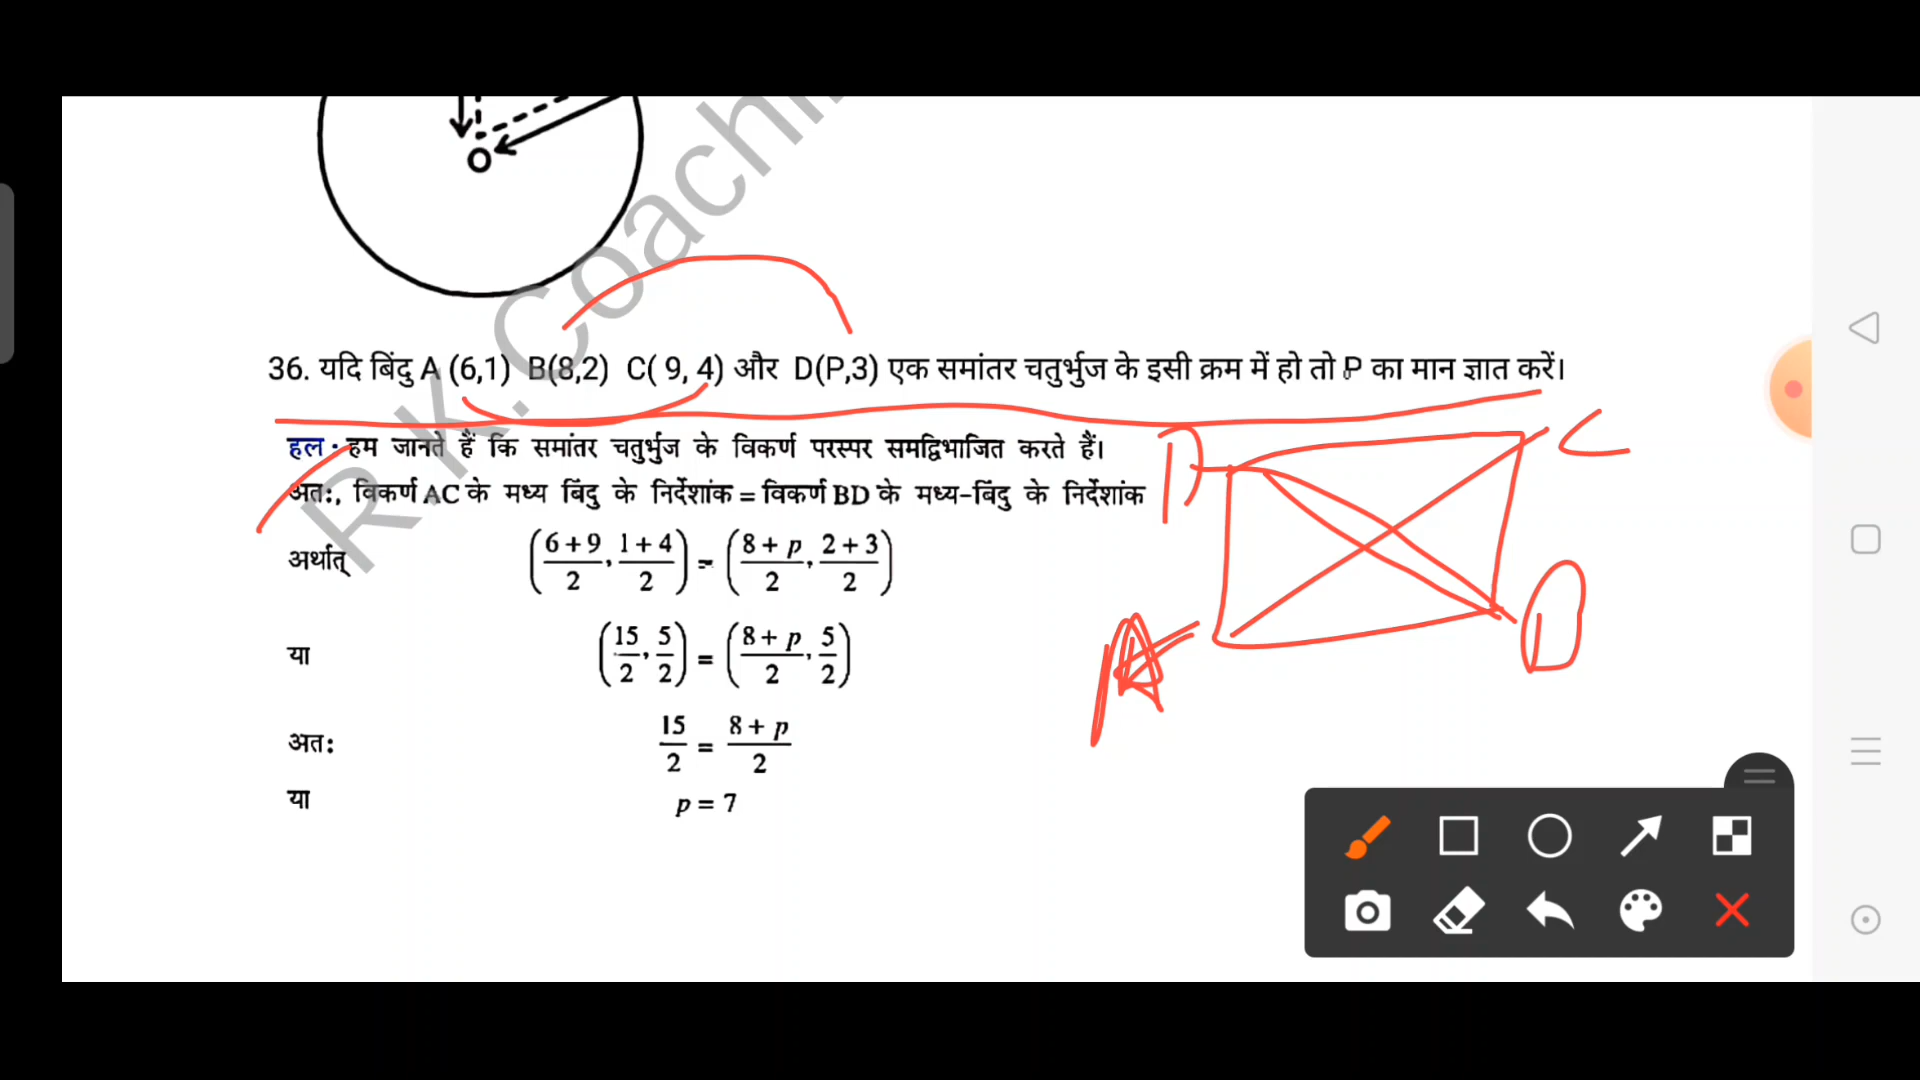 O
R K. Coachi
36. यदि बिंदु A (6,1) B(8,2) C( 9, 4) और D(P,3) एक समांतर चतुर्भुज के इसी क्रम में हो तो P का मान ज्ञात करें।
हल : हम जानते हैं कि समांतर चतुर्भुज के विकर्ण परस्पर समद्विभाजित करते हैं।
अतः, विकर्ण AC के मध्य बिंदु के निर्देशांक = विकर्ण BD के मध्य-बिंदु के निर्देशांक
अर्थात् ((6+9)/2, (1+4)/2) = ((8+p)/2, (2+3)/2)
या (15/2, 5/2) = ((8+p)/2, 5/2)
अतः 15/2 = (8+p)/2
या p = 7
D C
A D